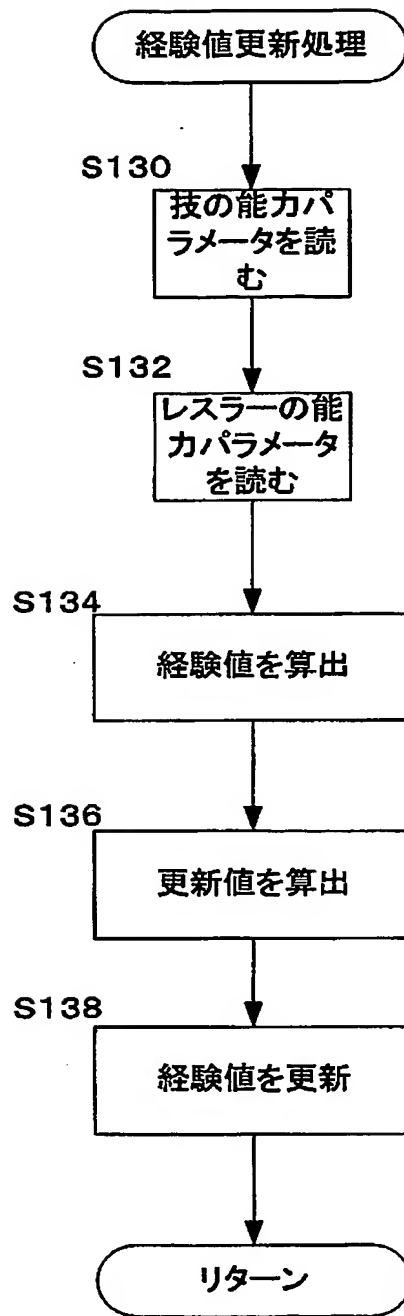 経験値更新処理
S130
技の能力パ
ラメータを読
む
S132
レスラーの能
力パラメータ
を読む
S134
経験値を算出
S136
更新値を算出
S138
経験値を更新
リターン